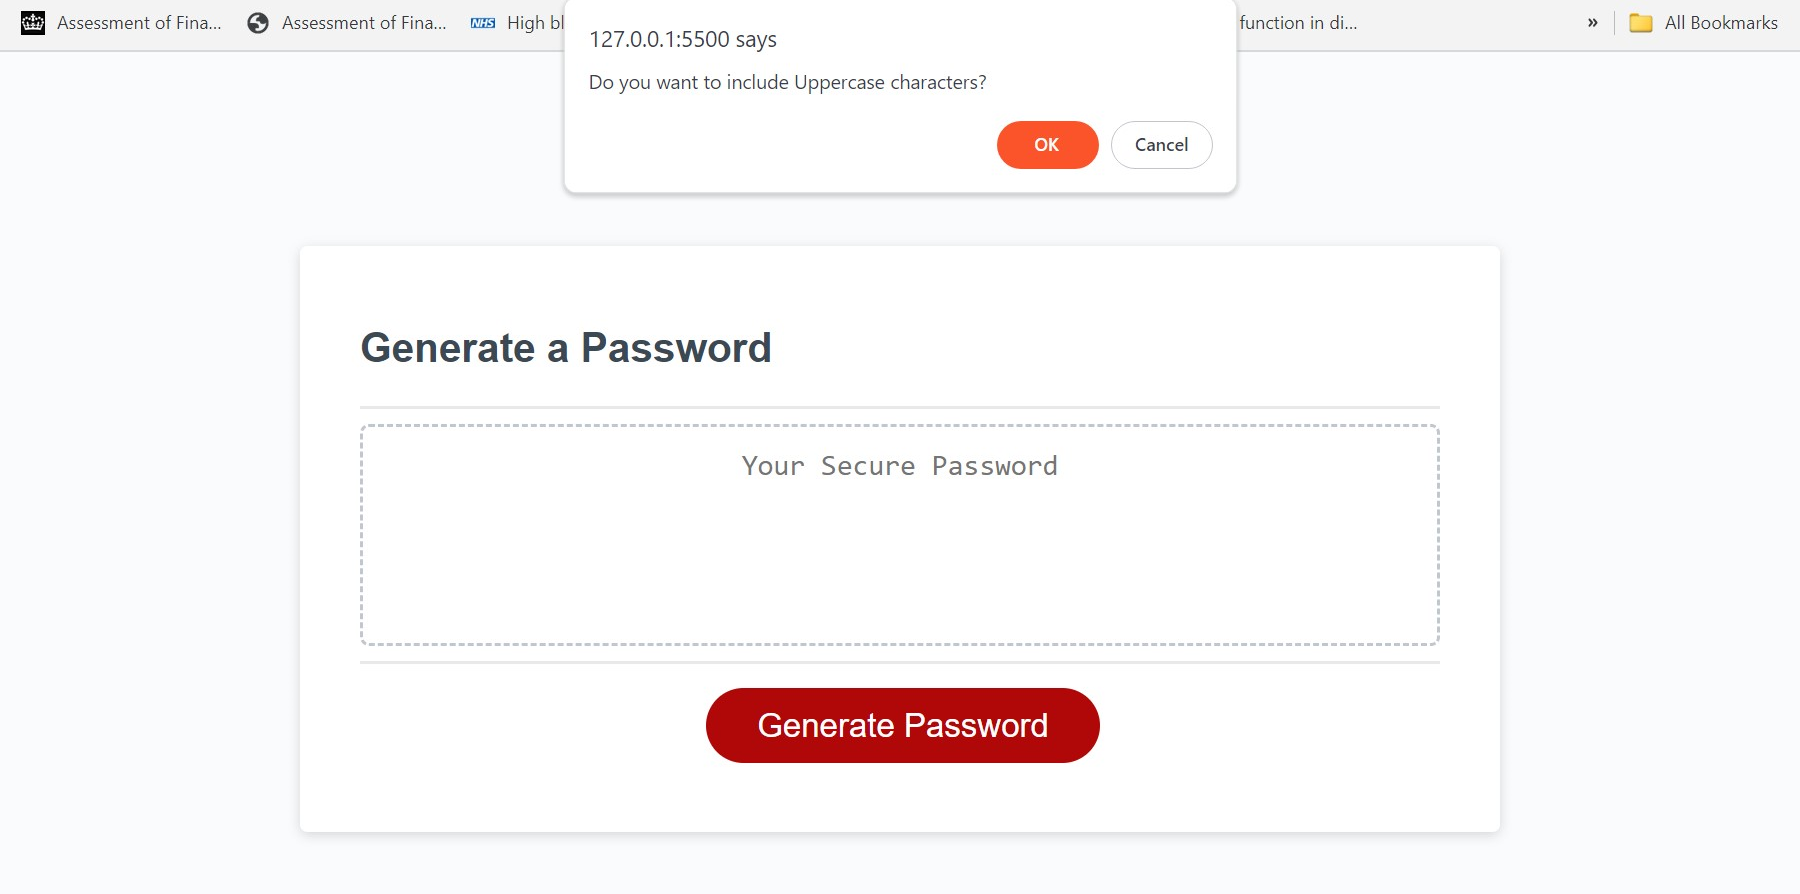 Assessment of Fina... Assessment of Fina... NHS High bl function in di... » All Bookmarks
127.0.0.1:5500 says
Do you want to include Uppercase characters?
OK Cancel
Generate a Password
Your Secure Password
Generate Password